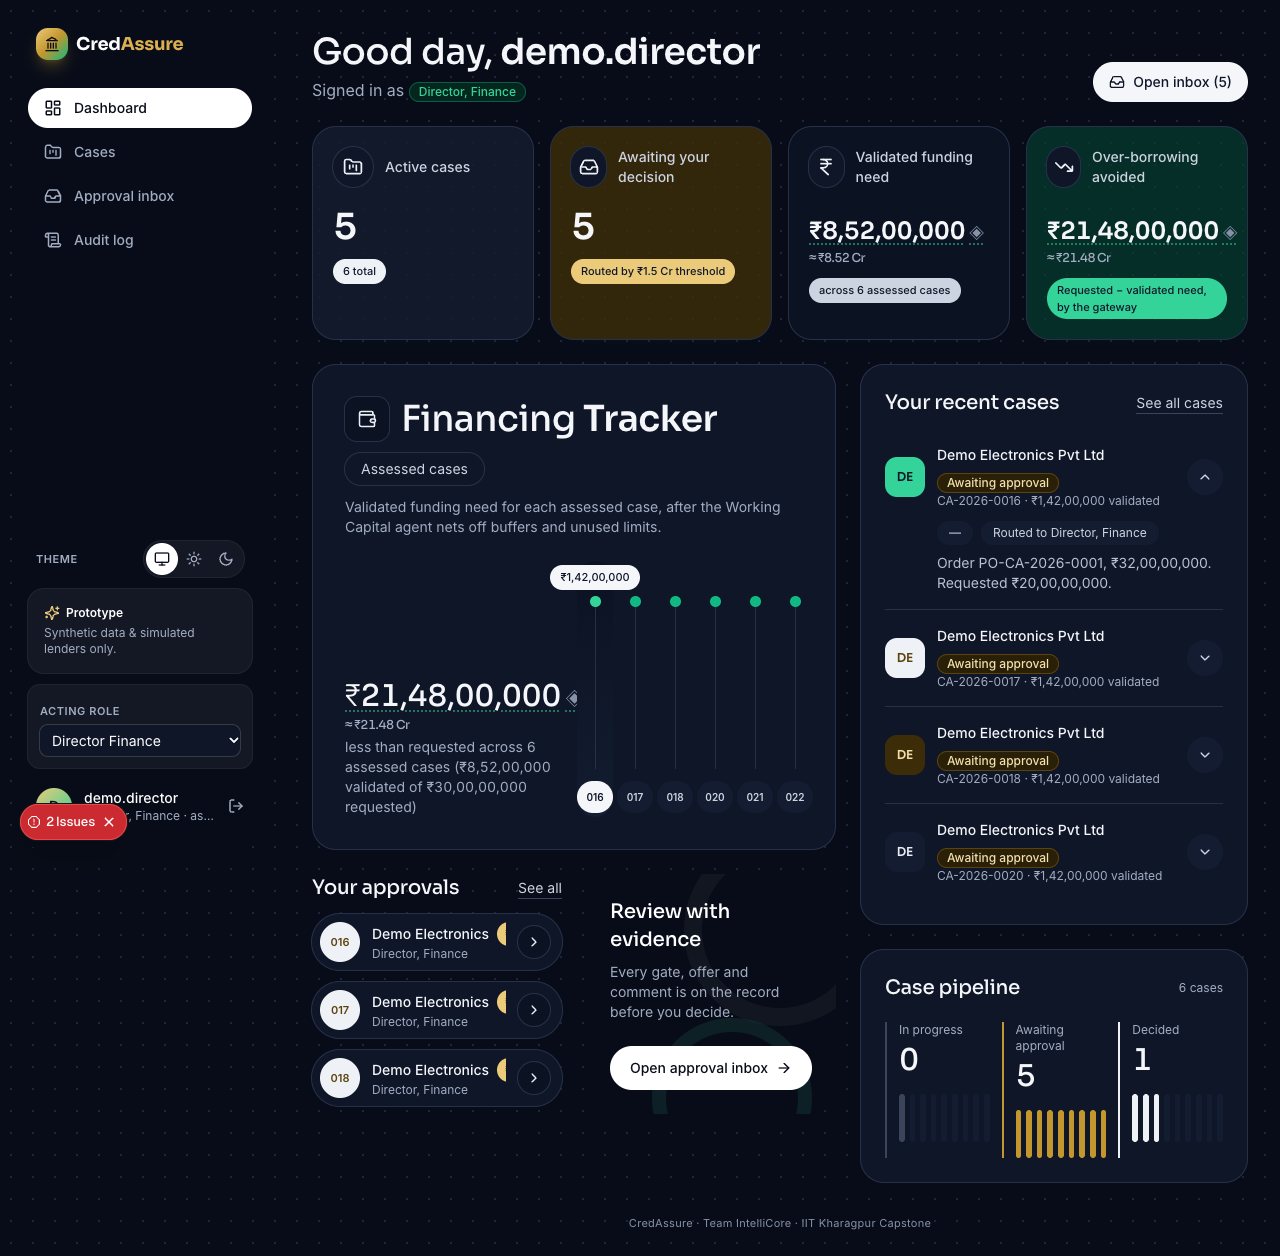 CredAssure
Dashboard
Cases
Approval inbox
Audit log
THEME
Prototype
Synthetic data & simulated
lenders only.
ACTING ROLE
Director Finance
demo.director
Finance · as...
2 Issues
Good day, demo.director
Signed in as Director, Finance
Open inbox (5)
Active cases
5
6 total
Awaiting your
decision
5
Routed by ₹1.5 Cr threshold
Validated funding
need
₹8,52,00,000
≈ ₹8.52 Cr
across 6 assessed cases
Over-borrowing
avoided
₹21,48,00,000
≈ ₹21.48 Cr
Requested − validated need,
by the gateway
Financing Tracker
Assessed cases
Validated funding need for each assessed case, after the Working
Capital agent nets off buffers and unused limits.
₹1,42,00,000
₹21,48,00,000
≈ ₹21.48 Cr
less than requested across 6
assessed cases (₹8,52,00,000
validated of ₹30,00,00,000
requested)
016 017 018 020 021 022
Your recent cases
See all cases
DE
Demo Electronics Pvt Ltd
Awaiting approval
CA-2026-0016 · ₹1,42,00,000 validated
— Routed to Director, Finance
Order PO-CA-2026-0001, ₹32,00,00,000.
Requested ₹20,00,00,000.
DE
Demo Electronics Pvt Ltd
Awaiting approval
CA-2026-0017 · ₹1,42,00,000 validated
DE
Demo Electronics Pvt Ltd
Awaiting approval
CA-2026-0018 · ₹1,42,00,000 validated
DE
Demo Electronics Pvt Ltd
Awaiting approval
CA-2026-0020 · ₹1,42,00,000 validated
Your approvals
See all
016
Demo Electronics
Director, Finance
017
Demo Electronics
Director, Finance
018
Demo Electronics
Director, Finance
Review with
evidence
Every gate, offer and
comment is on the record
before you decide.
Open approval inbox
Case pipeline
6 cases
In progress
0
Awaiting
approval
5
Decided
1
CredAssure · Team IntelliCore · IIT Kharagpur Capstone